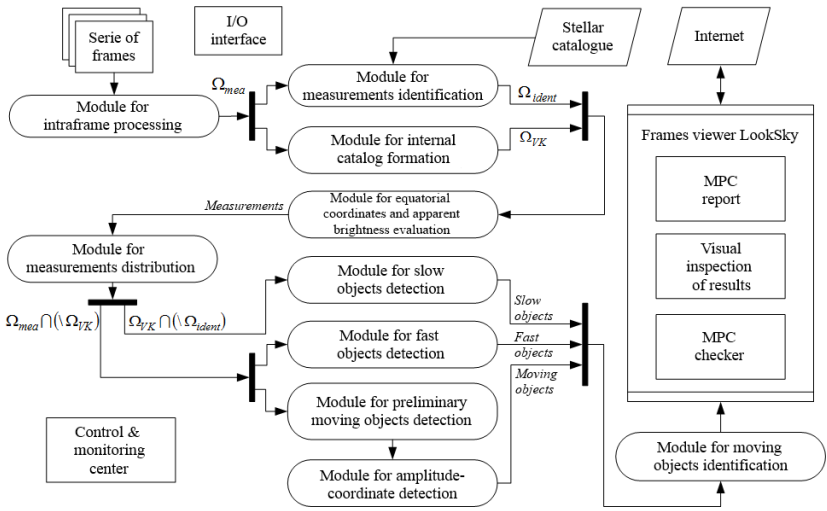 Serie of
frames
I/O
interface
Stellar
catalogue
Internet
Module for
intraframe processing
Ω_mea
Module for
measurements identification
Ω_ident
Module for internal
catalog formation
Ω_VK
Frames viewer LookSky
MPC
report
Visual
inspection
of results
MPC
checker
Measurements
Module for equatorial
coordinates and apparent
brightness evaluation
Module for
measurements distribution
Ω_mea ∩ (\ Ω_VK)
Ω_VK ∩ (\ Ω_ident)
Module for slow
objects detection
Slow
objects
Module for fast
objects detection
Fast
objects
Moving
objects
Module for preliminary
moving objects detection
Module for amplitude-
coordinate detection
Control &
monitoring
center
Module for moving
objects identification